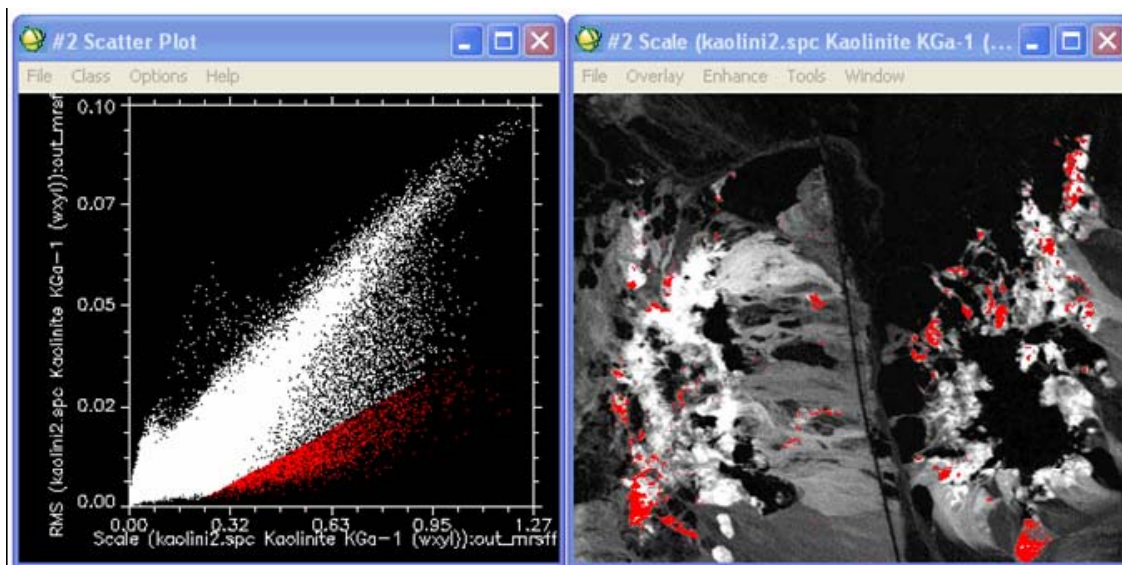 #2 Scatter Plot
File Class Options Help
RMS (kaolini2.spc Kaolinite KGa-1 (wxyl)):out_mrsf
0.10
0.07
0.05
0.02
0.00
0.00 0.32 0.63 0.95 1.27
Scale (kaolini2.spc Kaolinite KGa-1 (wxyl)):out_mrsff
#2 Scale (kaolini2.spc Kaolinite KGa-1 (...
File Overlay Enhance Tools Window